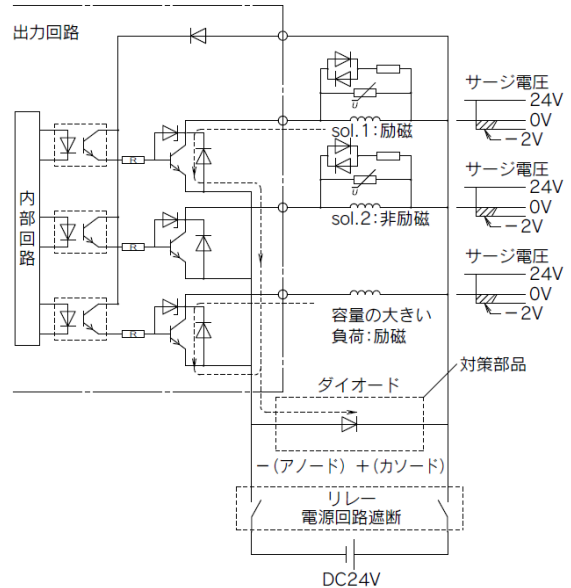 出力回路
内部回路
R
R
R
U
sol.1:励磁
U
sol.2:非励磁
容量の大きい
負荷:励磁
サージ電圧
24V
0V
−2V
サージ電圧
24V
0V
−2V
サージ電圧
24V
0V
−2V
対策部品
ダイオード
−(アノード) +(カソード)
リレー
電源回路遮断
DC24V